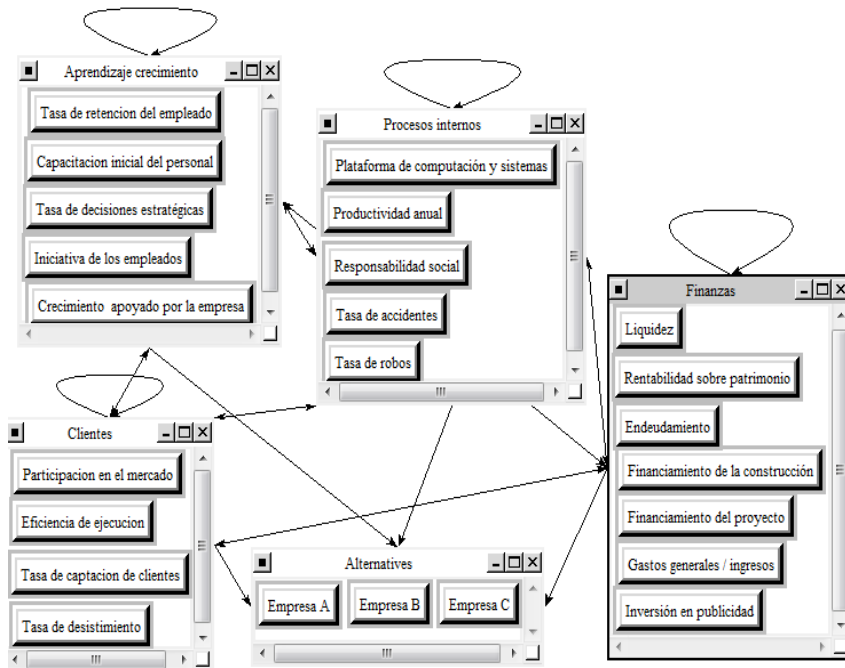 Aprendizaje crecimiento
Tasa de retencion del empleado
Capacitacion inicial del personal
Tasa de decisiones estratégicas
Iniciativa de los empleados
Crecimiento apoyado por la empresa
Procesos internos
Plataforma de computación y sistemas
Productividad anual
Responsabilidad social
Tasa de accidentes
Tasa de robos
Finanzas
Liquidez
Rentabilidad sobre patrimonio
Endeudamiento
Financiamiento de la construcción
Financiamiento del proyecto
Gastos generales / ingresos
Inversión en publicidad
Clientes
Participacion en el mercado
Eficiencia de ejecucion
Tasa de captacion de clientes
Tasa de desistimiento
Alternatives
Empresa A Empresa B Empresa C